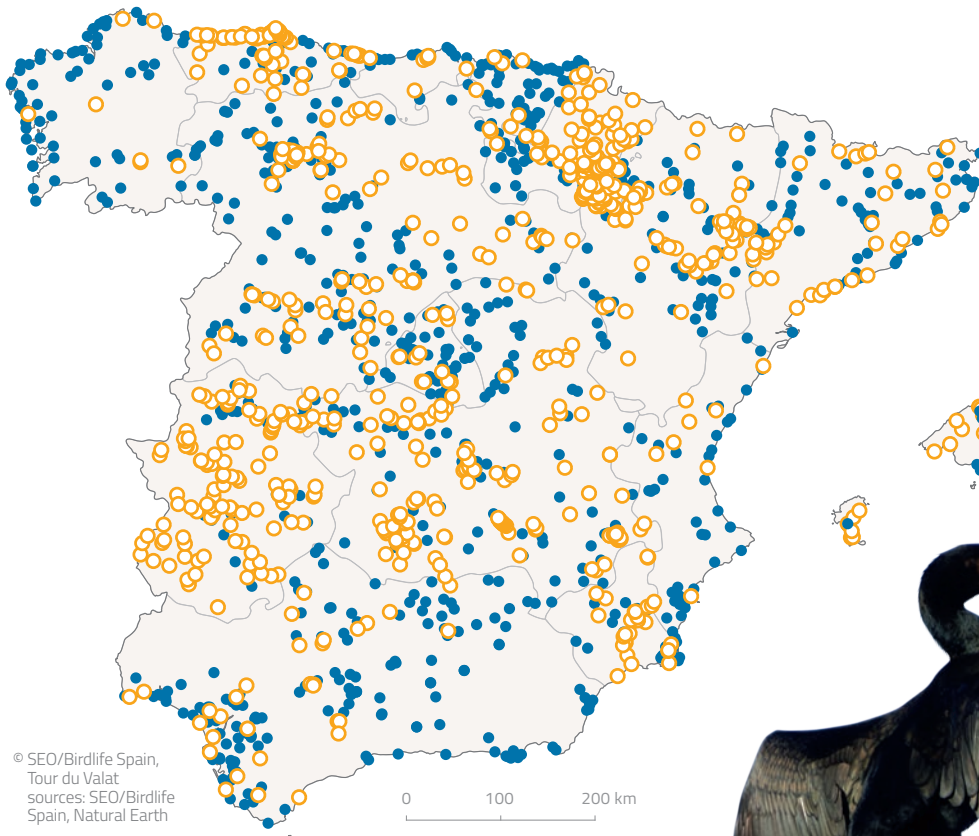 © SEO/Birdlife Spain,
Tour du Valat
sources: SEO/Birdlife
Spain, Natural Earth
0 100 200 km